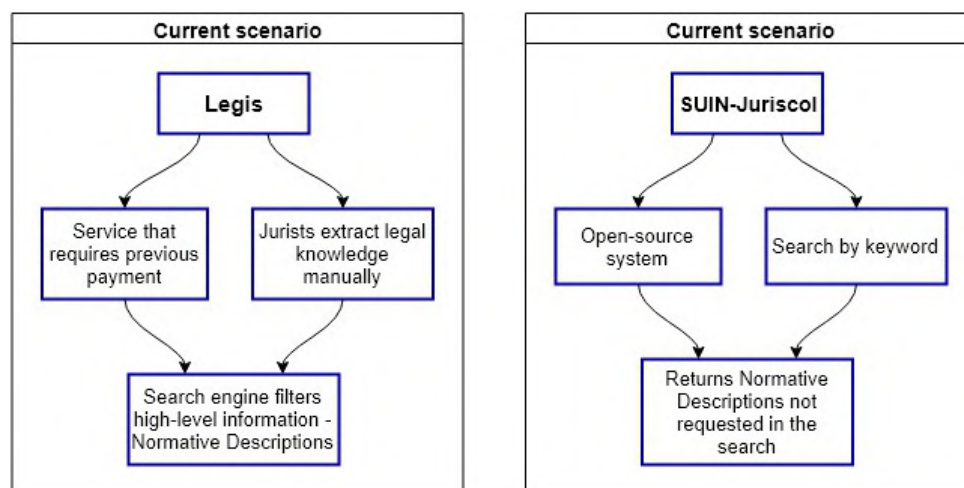 Current scenario
Legis
Service that
requires previous
payment
Jurists extract legal
knowledge
manually
Search engine filters
high-level information -
Normative Descriptions
Current scenario
SUIN-Juriscol
Open-source
system
Search by keyword
Returns Normative
Descriptions not
requested in the
search